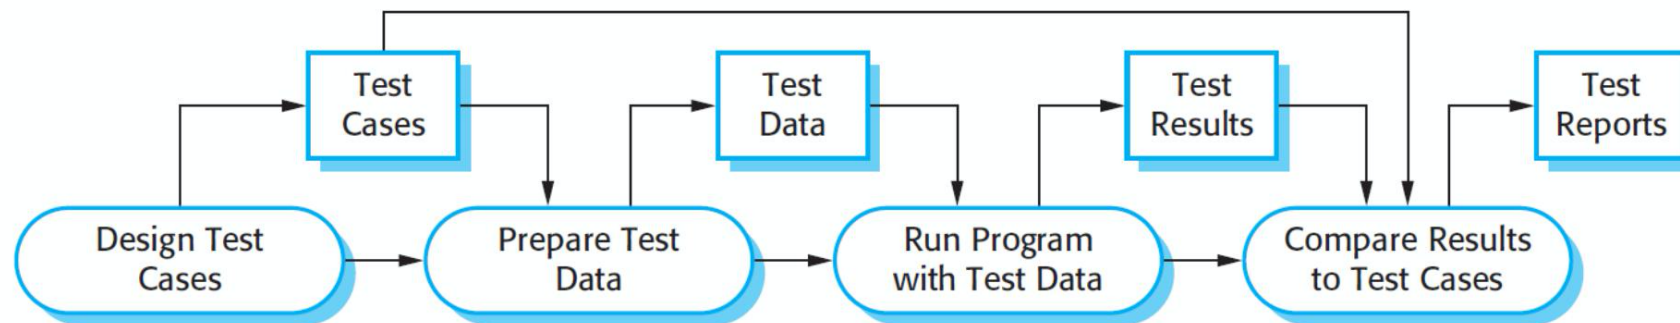 Test
Cases
Test
Data
Test
Results
Test
Reports
Design Test
Cases
Prepare Test
Data
Run Program
with Test Data
Compare Results
to Test Cases